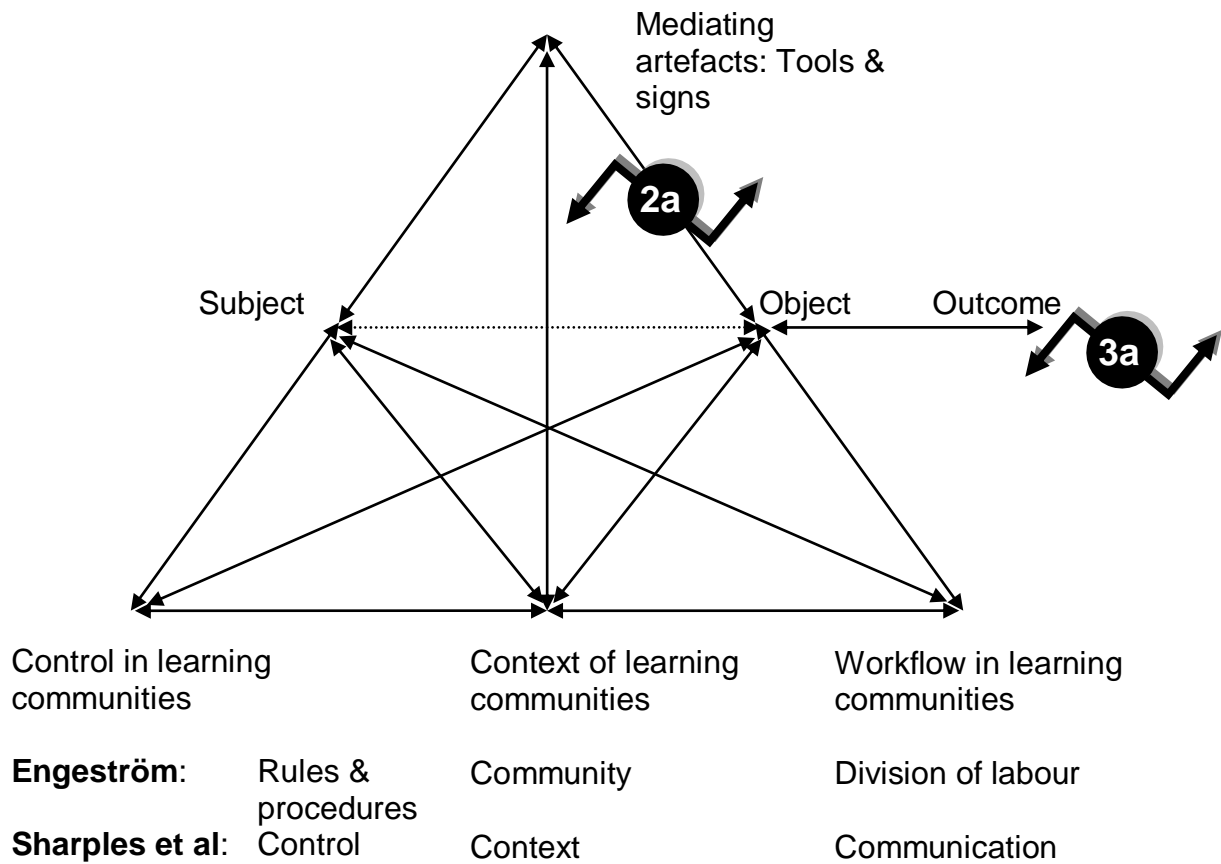 Mediating
artefacts: Tools &
signs
2a
Subject
Object
Outcome
3a
Control in learning
communities
Context of learning
communities
Workflow in learning
communities
Engeström:
Rules &
procedures
Community
Division of labour
Sharples et al:
Control
Context
Communication